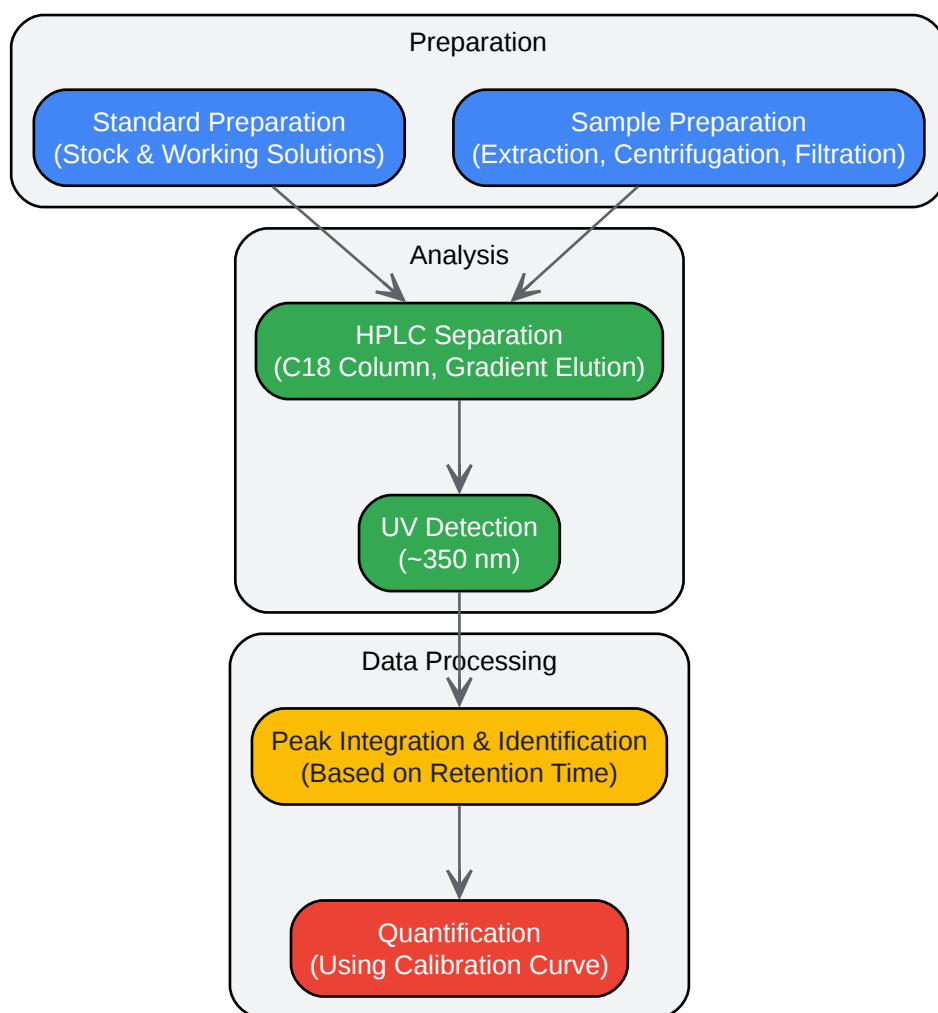 Preparation
Standard Preparation
(Stock & Working Solutions)
Sample Preparation
(Extraction, Centrifugation, Filtration)
Analysis
HPLC Separation
(C18 Column, Gradient Elution)
UV Detection
(~350 nm)
Data Processing
Peak Integration & Identification
(Based on Retention Time)
Quantification
(Using Calibration Curve)